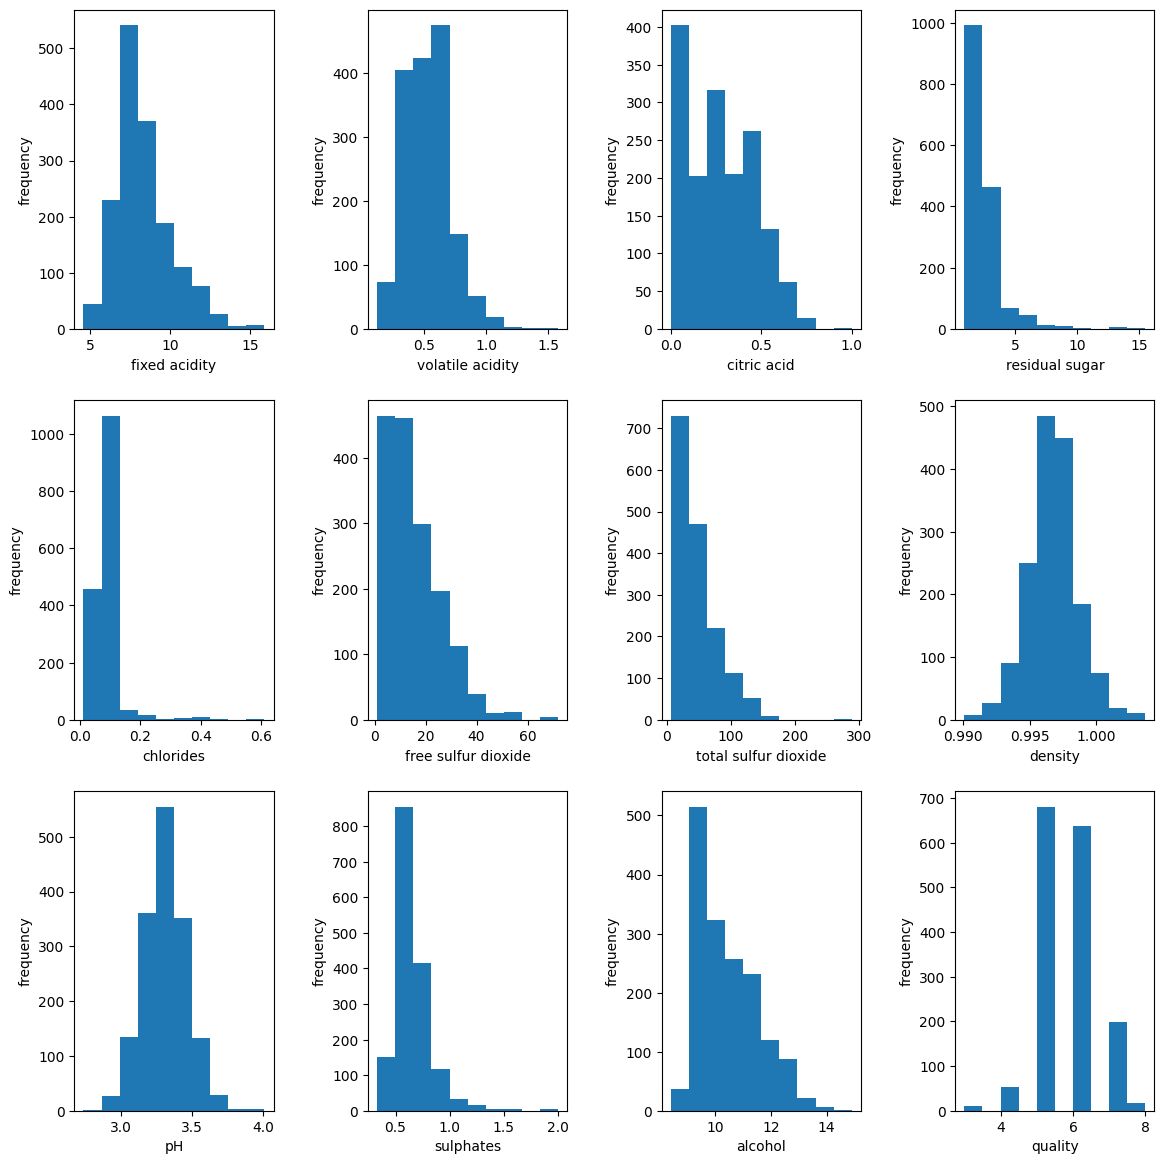 500
400
300
200
100
0
frequency
5 10 15
fixed acidity
400
300
200
100
0
frequency
0.5 1.0 1.5
volatile acidity
400
350
300
250
200
150
100
50
0
frequency
0.0 0.5 1.0
citric acid
1000
800
600
400
200
0
frequency
5 10 15
residual sugar
1000
800
600
400
200
0
frequency
0.0 0.2 0.4 0.6
chlorides
400
300
200
100
0
frequency
0 20 40 60
free sulfur dioxide
700
600
500
400
300
200
100
0
frequency
0 100 200 300
total sulfur dioxide
500
400
300
200
100
0
frequency
0.990 0.995 1.000
density
500
400
300
200
100
0
frequency
3.0 3.5 4.0
pH
800
700
600
500
400
300
200
100
0
frequency
0.5 1.0 1.5 2.0
sulphates
500
400
300
200
100
0
frequency
10 12 14
alcohol
700
600
500
400
300
200
100
0
frequency
4 6 8
quality